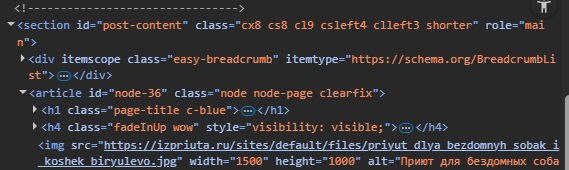 <!-------------------------------->
<section id="post-content" class="cx8 cs8 cl9 csleft4 clleft3 shorter" role="mai
n">
<div itemscope class="easy-breadcrumb" itemtype="https://schema.org/BreadcrumbLi
st">…</div>
<article id="node-36" class="node node-page clearfix">
<h1 class="page-title c-blue">…</h1>
<h4 class="fadeInUp wow" style="visibility: visible;">…</h4>
<img src="https://izpriuta.ru/sites/default/files/priyut_dlya_bezdomnyh_sobak_i
_koshek_biryulevo.jpg" width="1500" height="1000" alt="Приют для бездомных соба